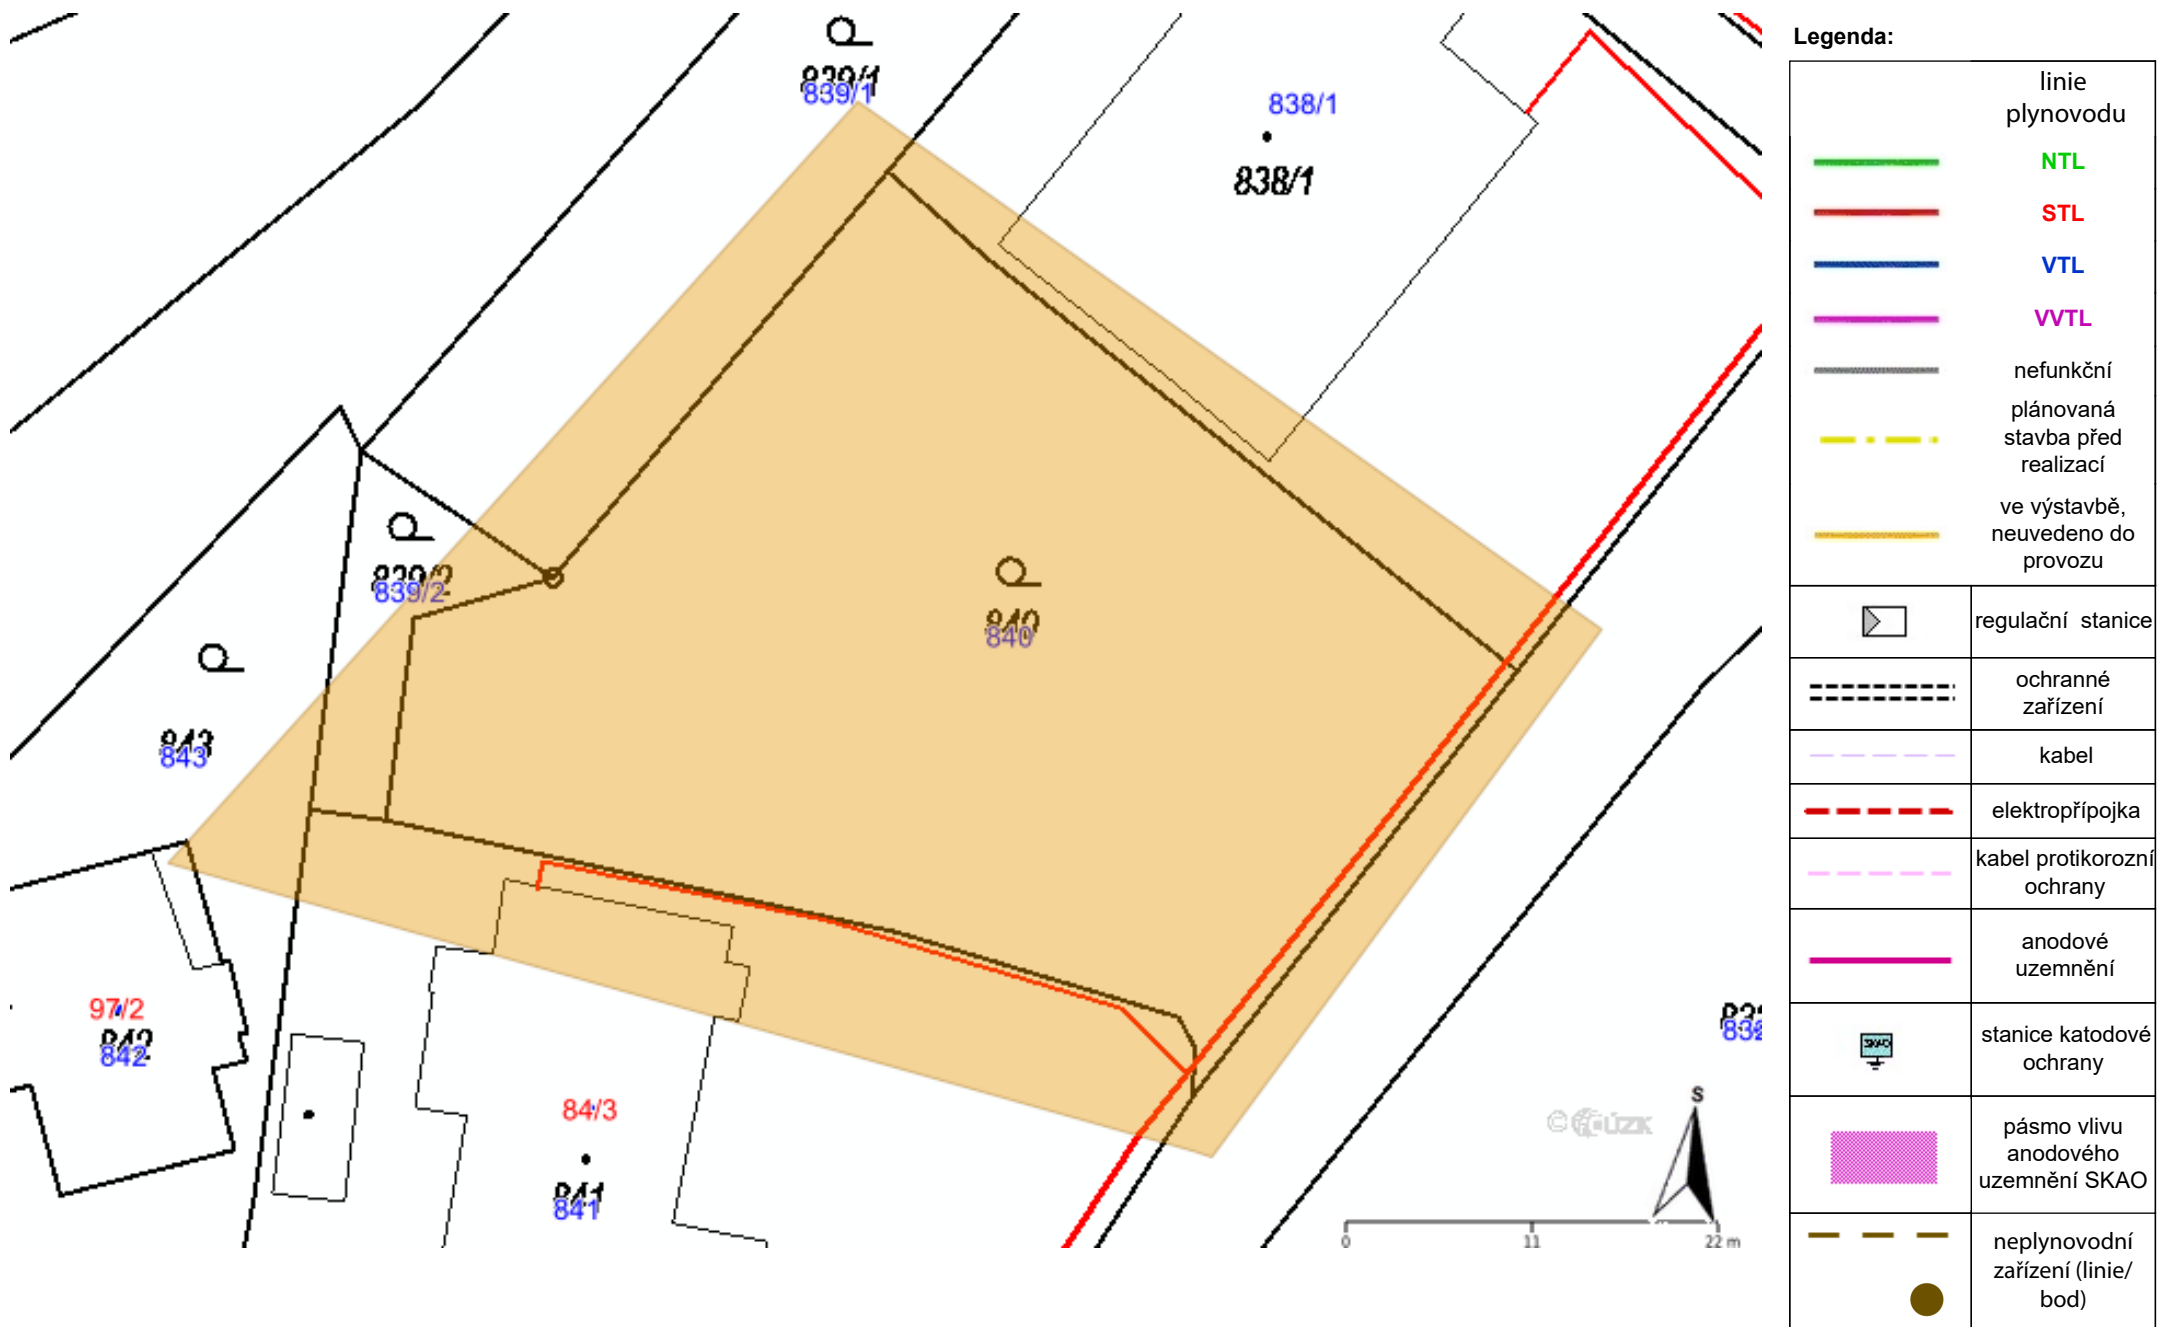 839/1
839/1
838/1
838/1
839/2
839/2
840
840
843
843
97/2
842
842
84/3
841
841
838
S
0
11
22 m
Legenda:
linie
plynovodu
NTL
STL
VTL
VVTL
nefunkční
plánovaná
stavba před
realizací
ve výstavbě,
neuvedeno do
provozu
regulační stanice
ochranné
zařízení
kabel
elektropřípojka
kabel protikorozní
ochrany
anodové
uzemnění
SKAO
stanice katodové
ochrany
pásmo vlivu
anodového
uzemnění SKAO
neplynovodní
zařízení (linie/
bod)